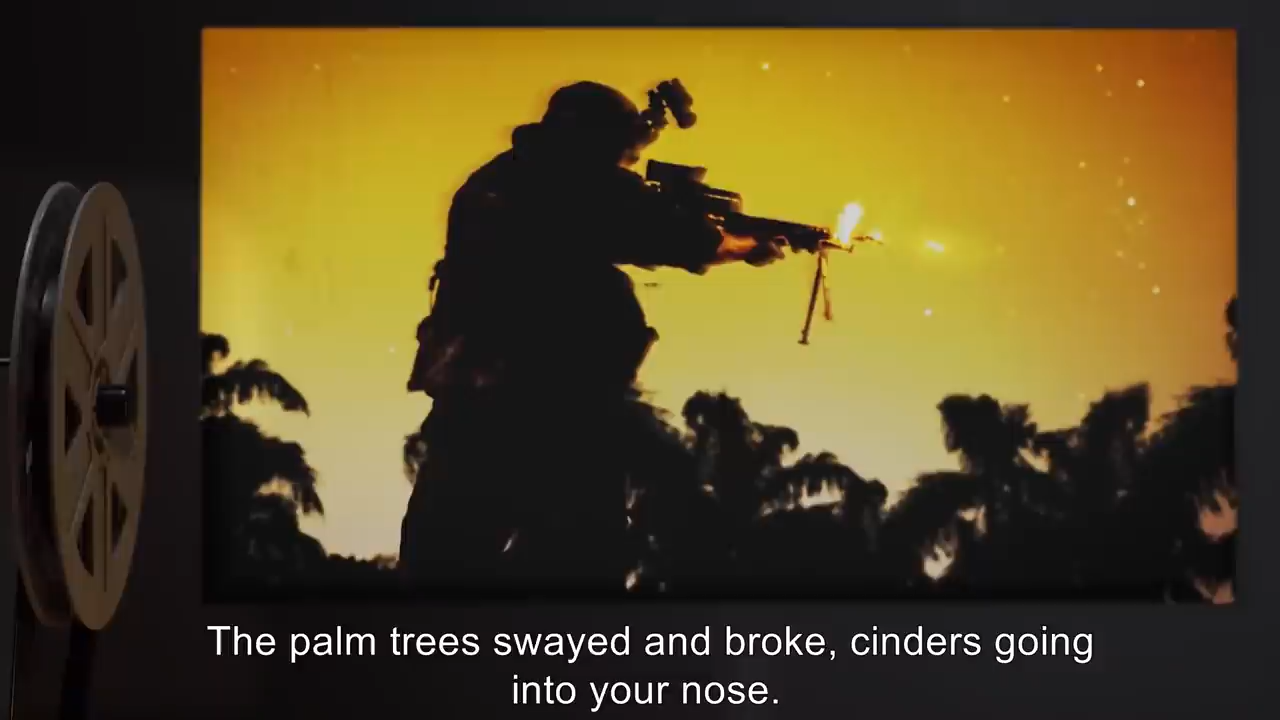 The palm trees swayed and broke, cinders going
into your nose.